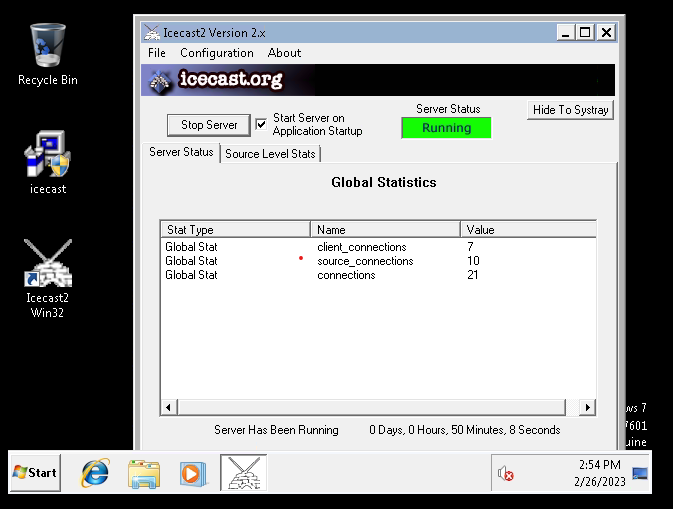 Recycle Bin
icecast
Icecast2
Win32
Icecast2 Version 2.x
File Configuration About
icecast.org
Stop Server
Start Server on
Application Startup
Server Status
Running
Hide To Systray
Server Status Source Level Stats
Global Statistics
Stat Type Name Value
Global Stat client_connections 7
Global Stat source_connections 10
Global Stat connections 21
Server Has Been Running 0 Days, 0 Hours, 50 Minutes, 8 Seconds
ws 7
7601
uine
Start
2:54 PM
2/26/2023